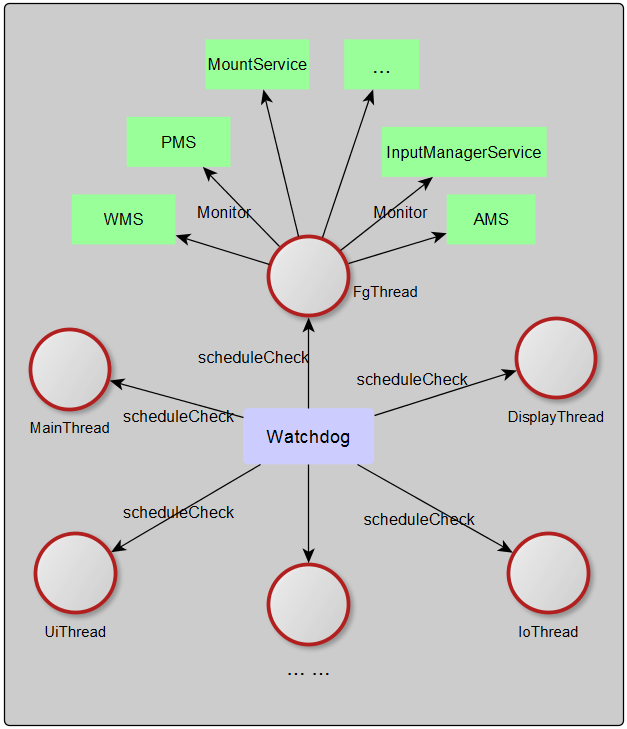 MountService
...
PMS
InputManagerService
WMS
Monitor
Monitor
AMS
FgThread
scheduleCheck
scheduleCheck
MainThread
scheduleCheck
DisplayThread
Watchdog
scheduleCheck
scheduleCheck
UiThread
IoThread
... ...